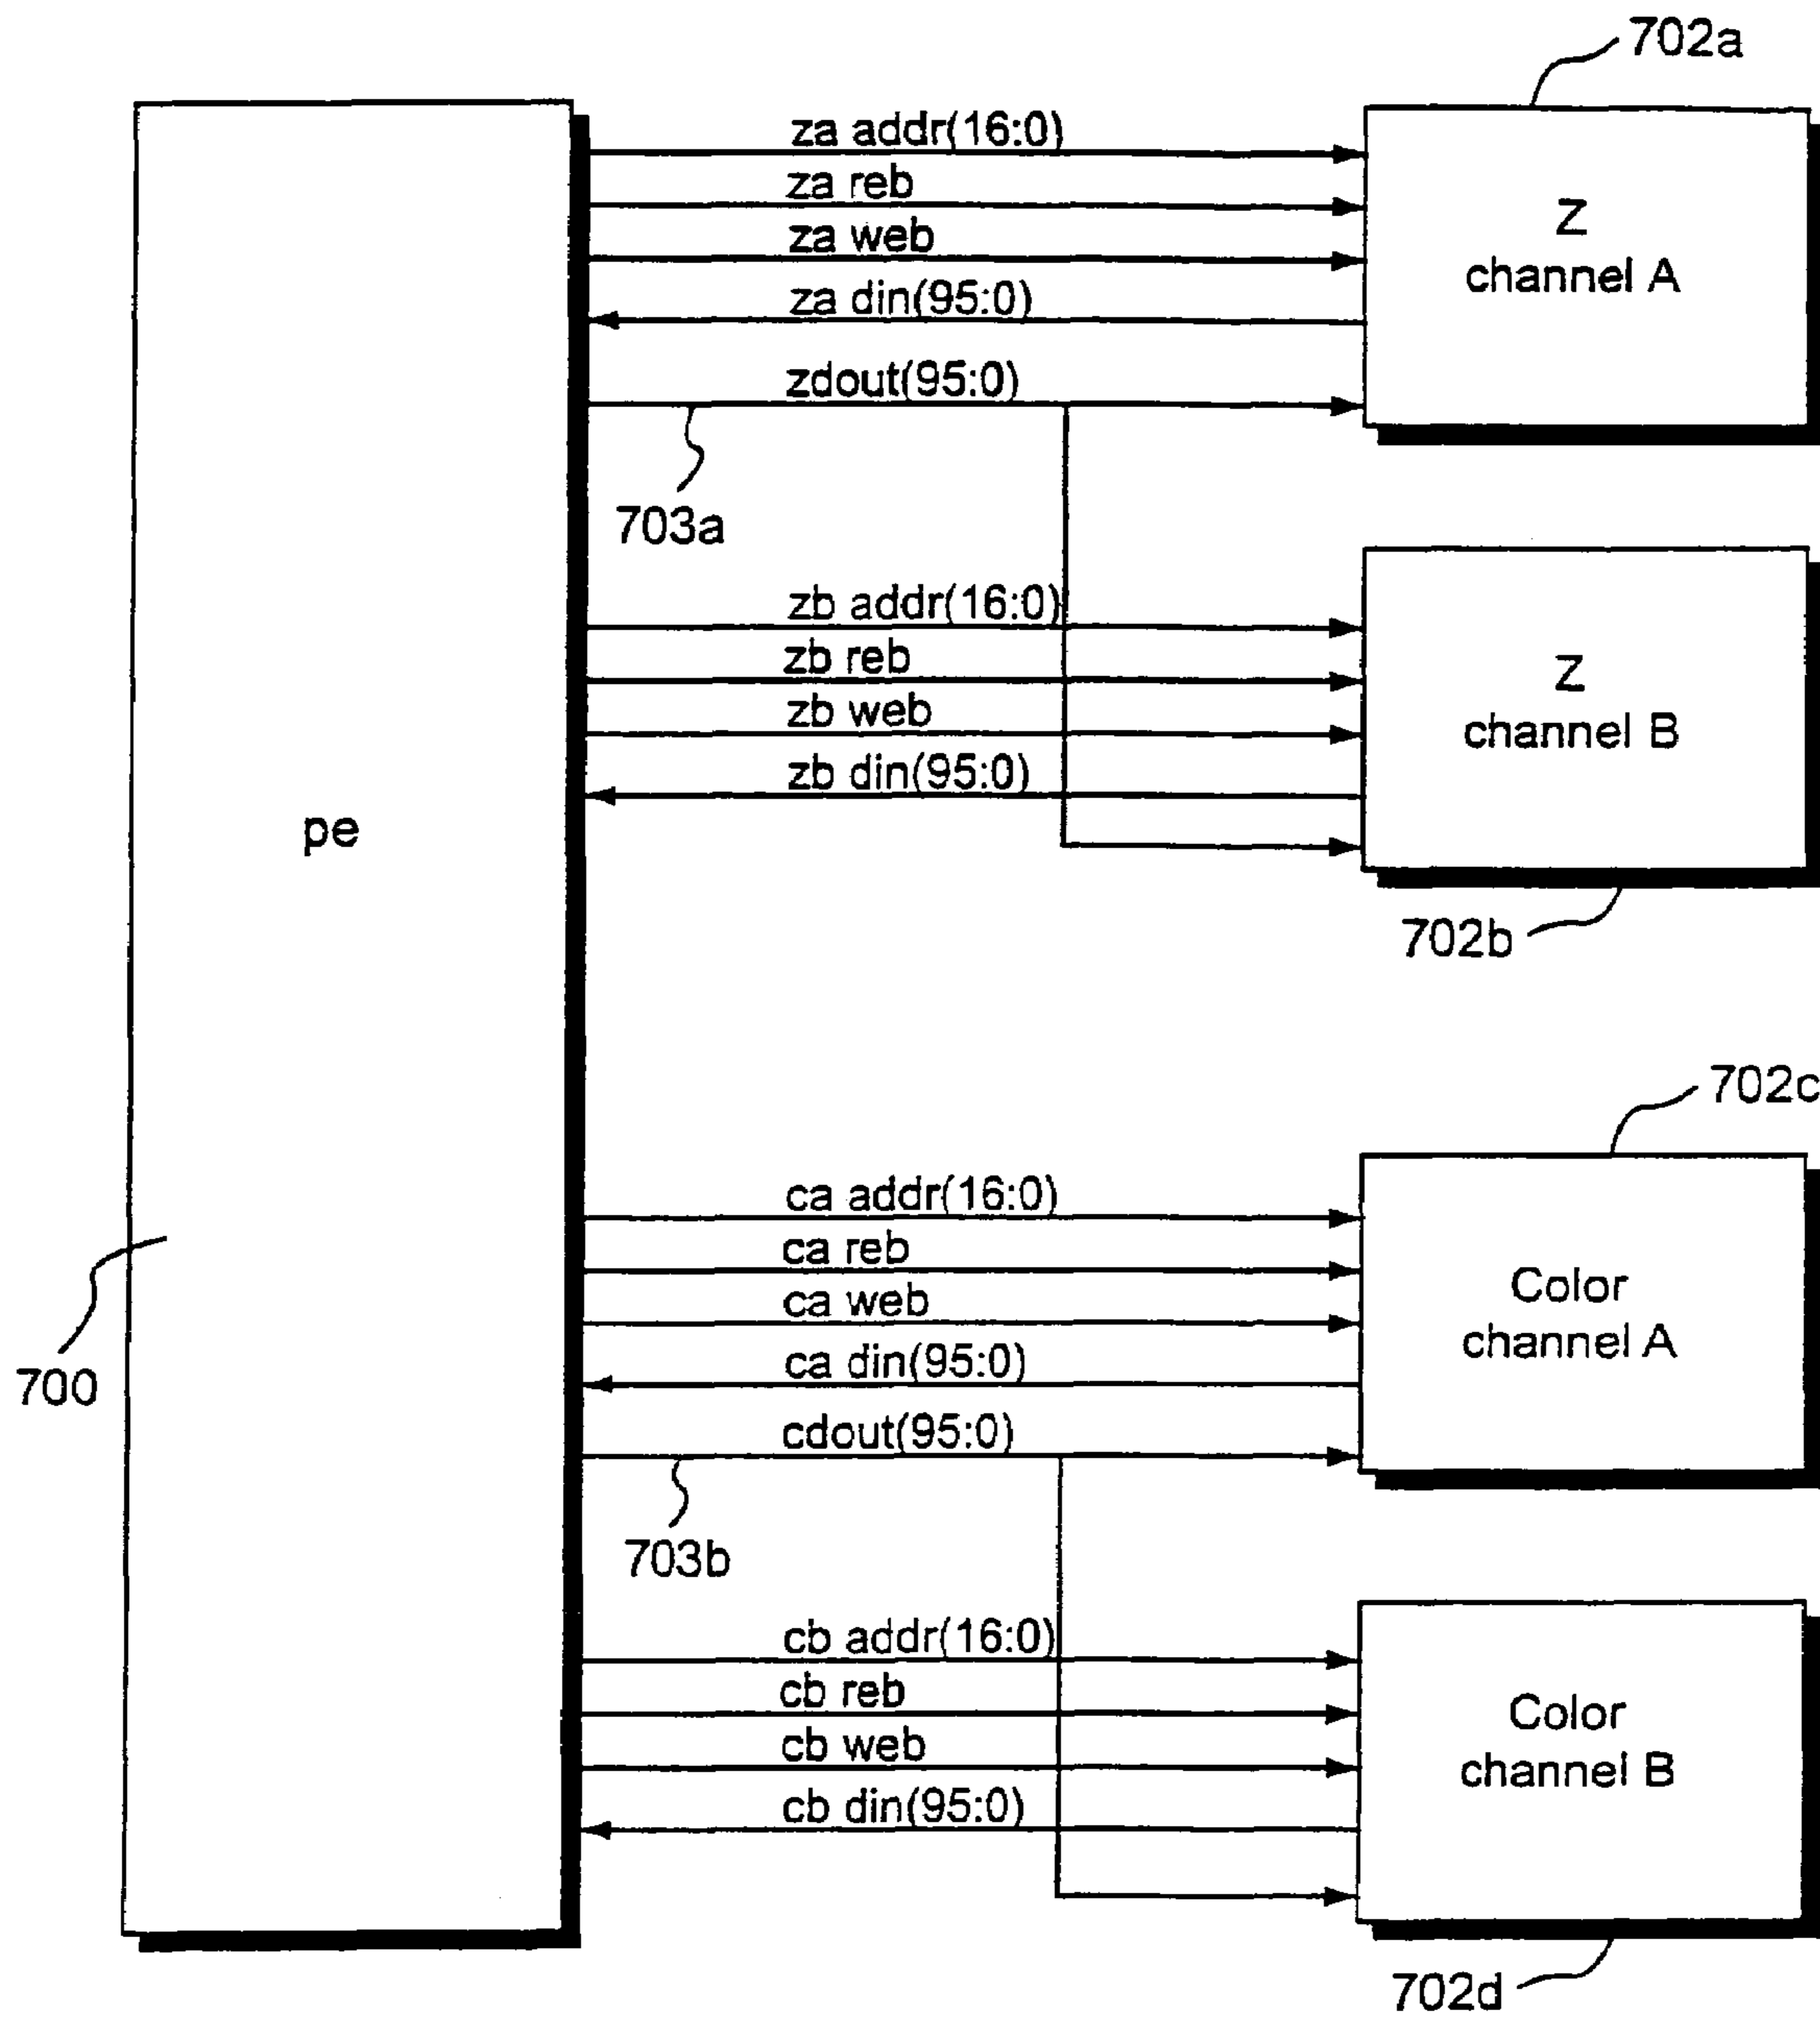 702a
za addr(16:0)
za reb
za web
za din(95:0)
zdout(95:0)
Z
channel A
703a
zb addr(16:0)
zb reb
zb web
zb din(95:0)
Z
channel B
pe
702b
702c
ca addr(16:0)
ca reb
ca web
ca din(95:0)
cdout(95:0)
Color
channel A
700
703b
cb addr(16:0)
cb reb
cb web
cb din(95:0)
Color
channel B
702d